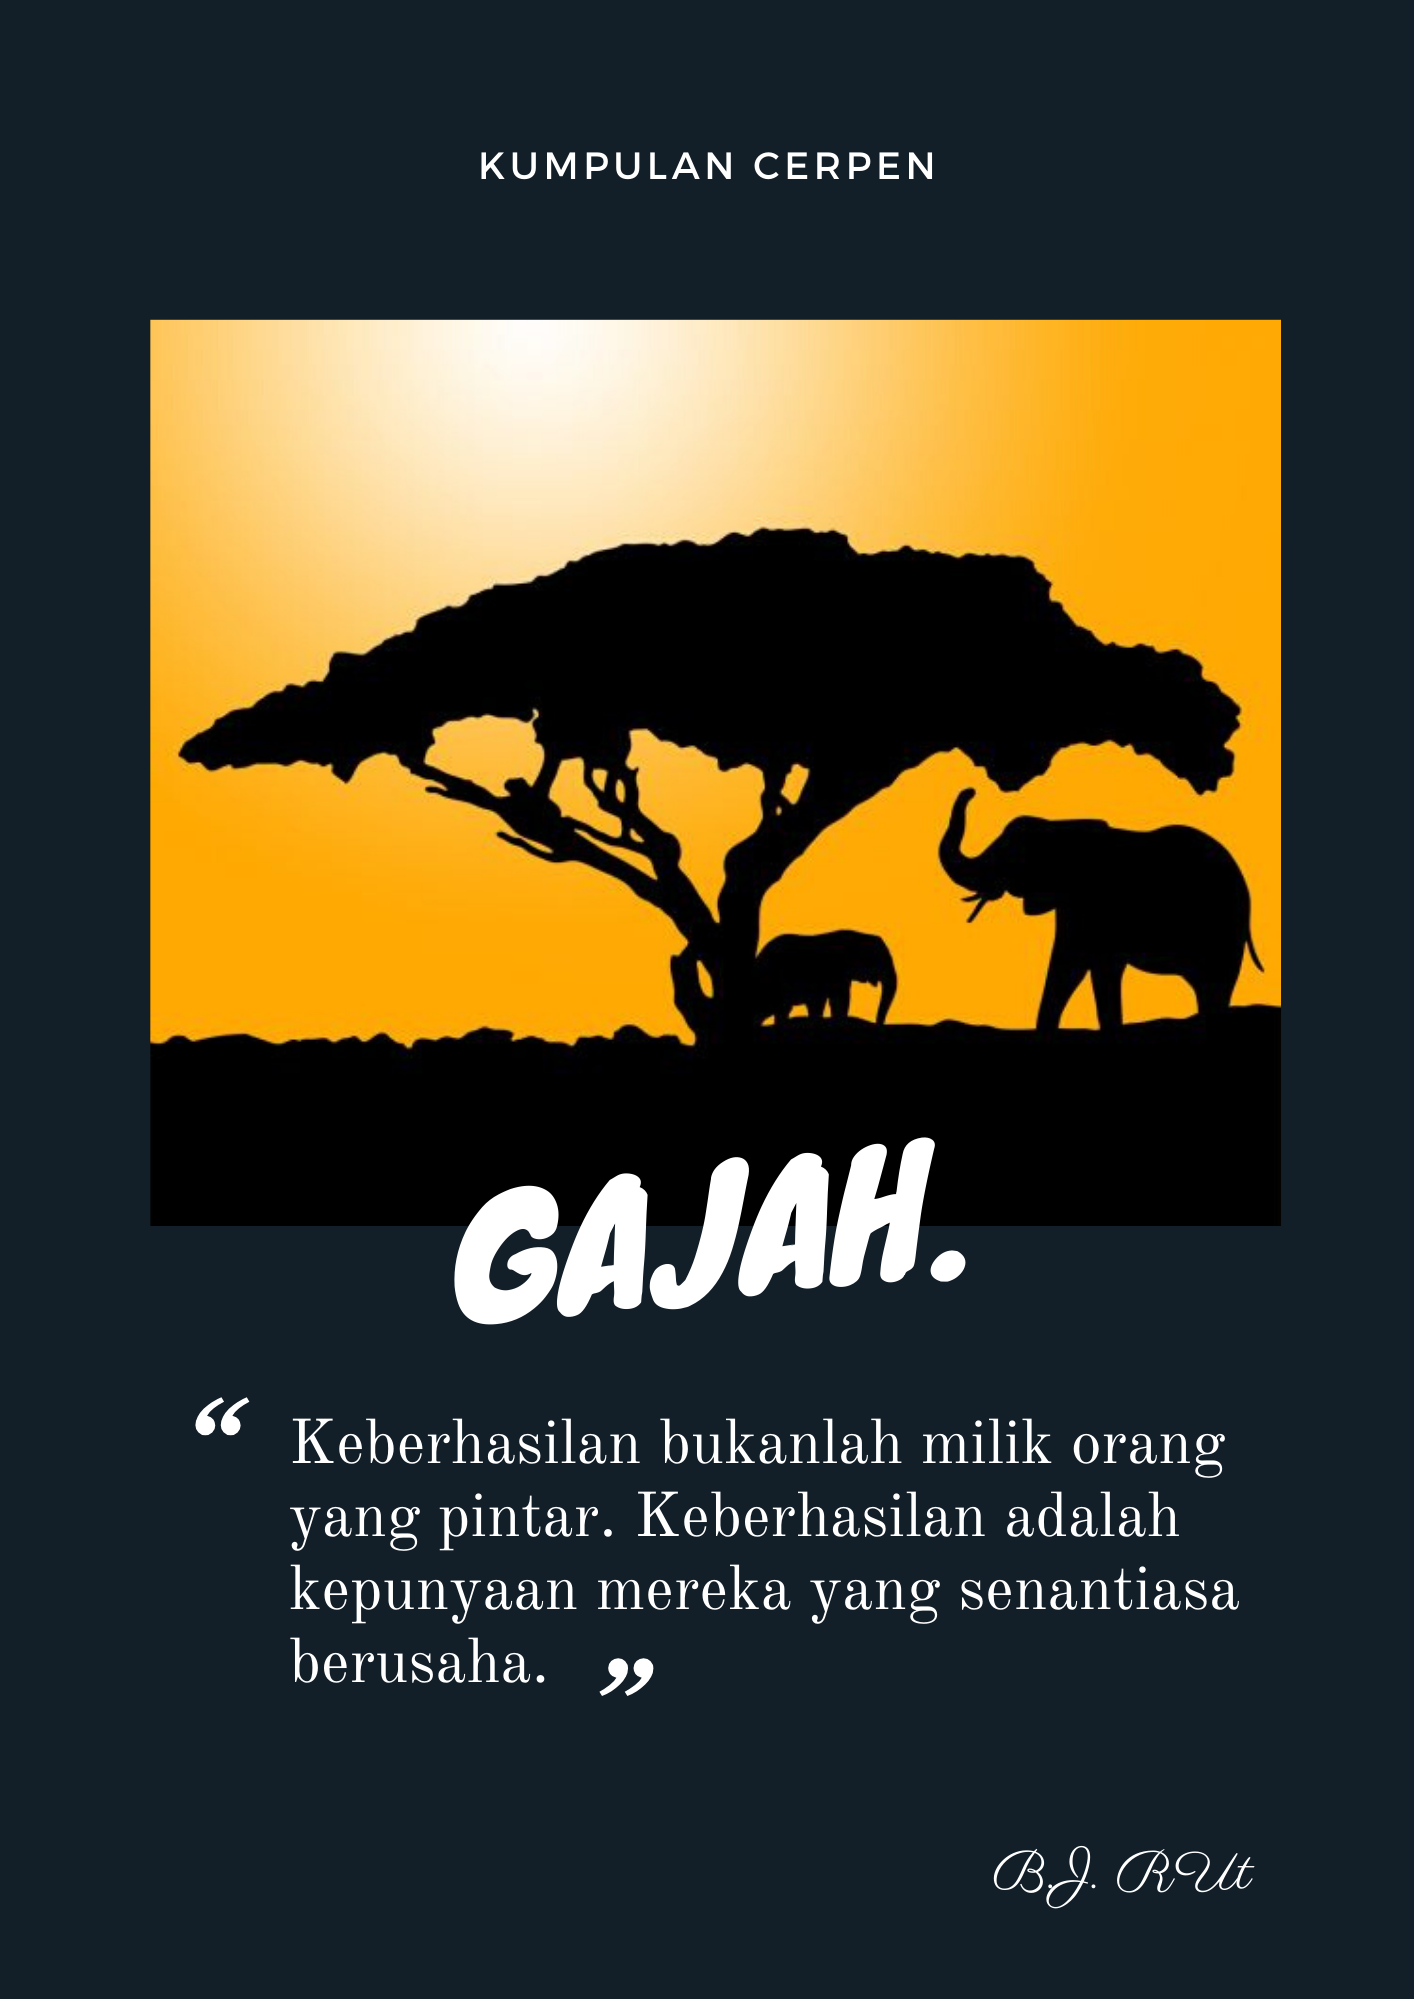 KUMPULAN CERPEN
GAJAH.
“ Keberhasilan bukanlah milik orang
yang pintar. Keberhasilan adalah
kepunyaan mereka yang senantiasa
berusaha. ”
B.J. RUt